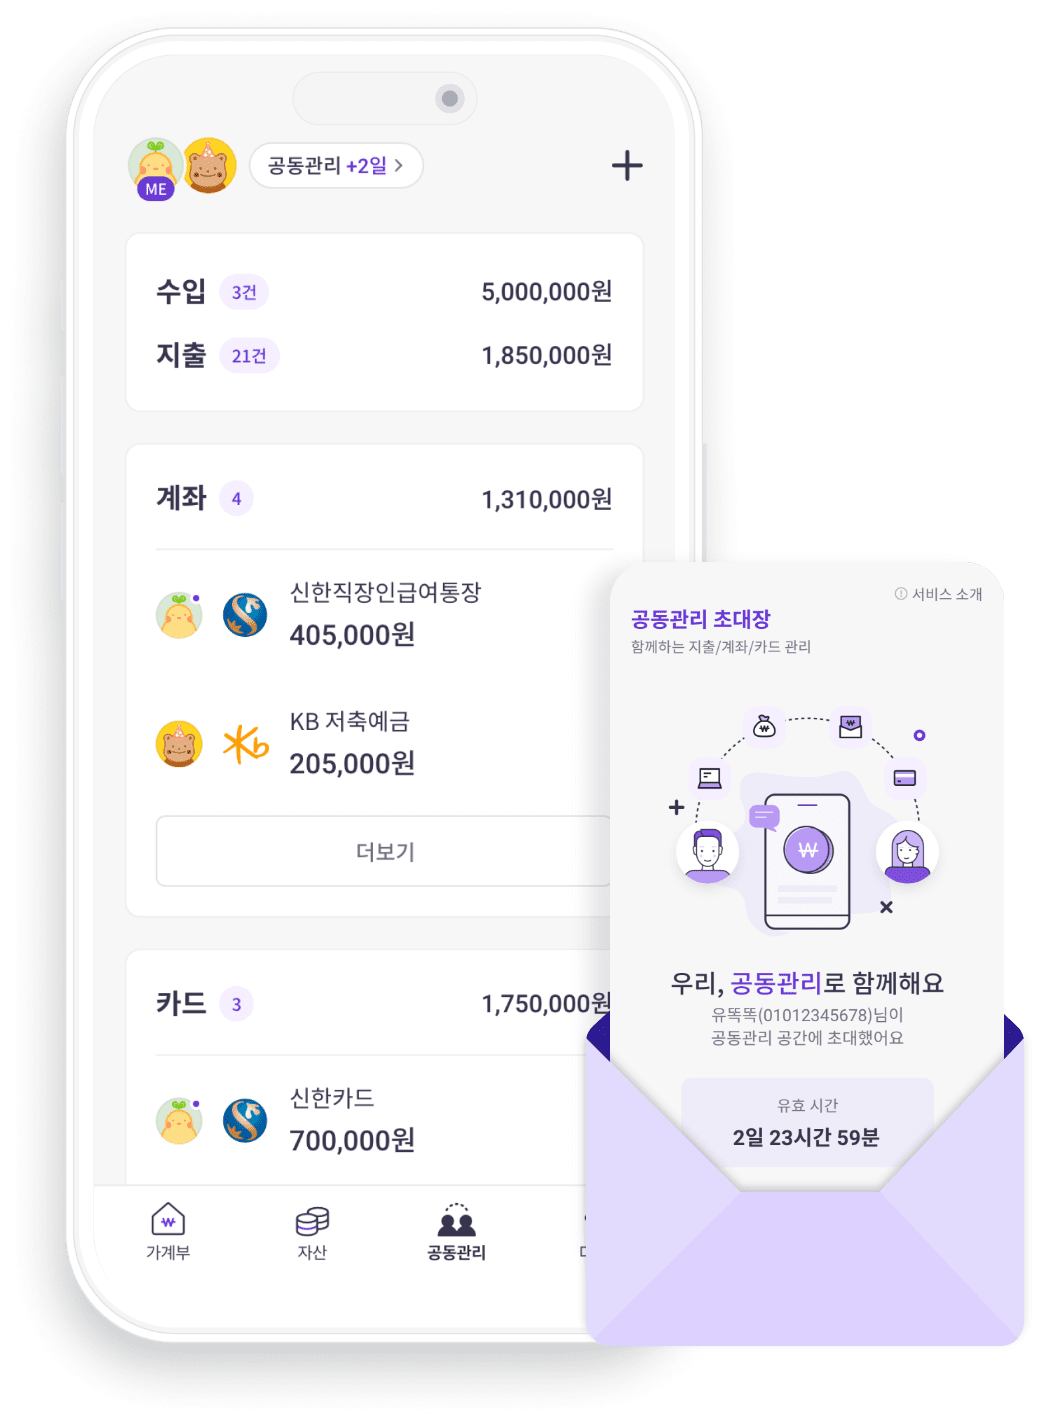 공동관리 +2일
ME
수입 3건 5,000,000원
지출 21건 1,850,000원
계좌 4 1,310,000원
신한직장인급여통장
405,000원
KB 저축예금
205,000원
더보기
카드 3 1,750,000원
신한카드
700,000원
가계부 자산 공동관리
서비스 소개
공동관리 초대장
함께하는 지출/계좌/카드 관리
우리, 공동관리로 함께해요
유똑똑(01012345678)님이
공동관리 공간에 초대했어요
유효 시간
2일 23시간 59분